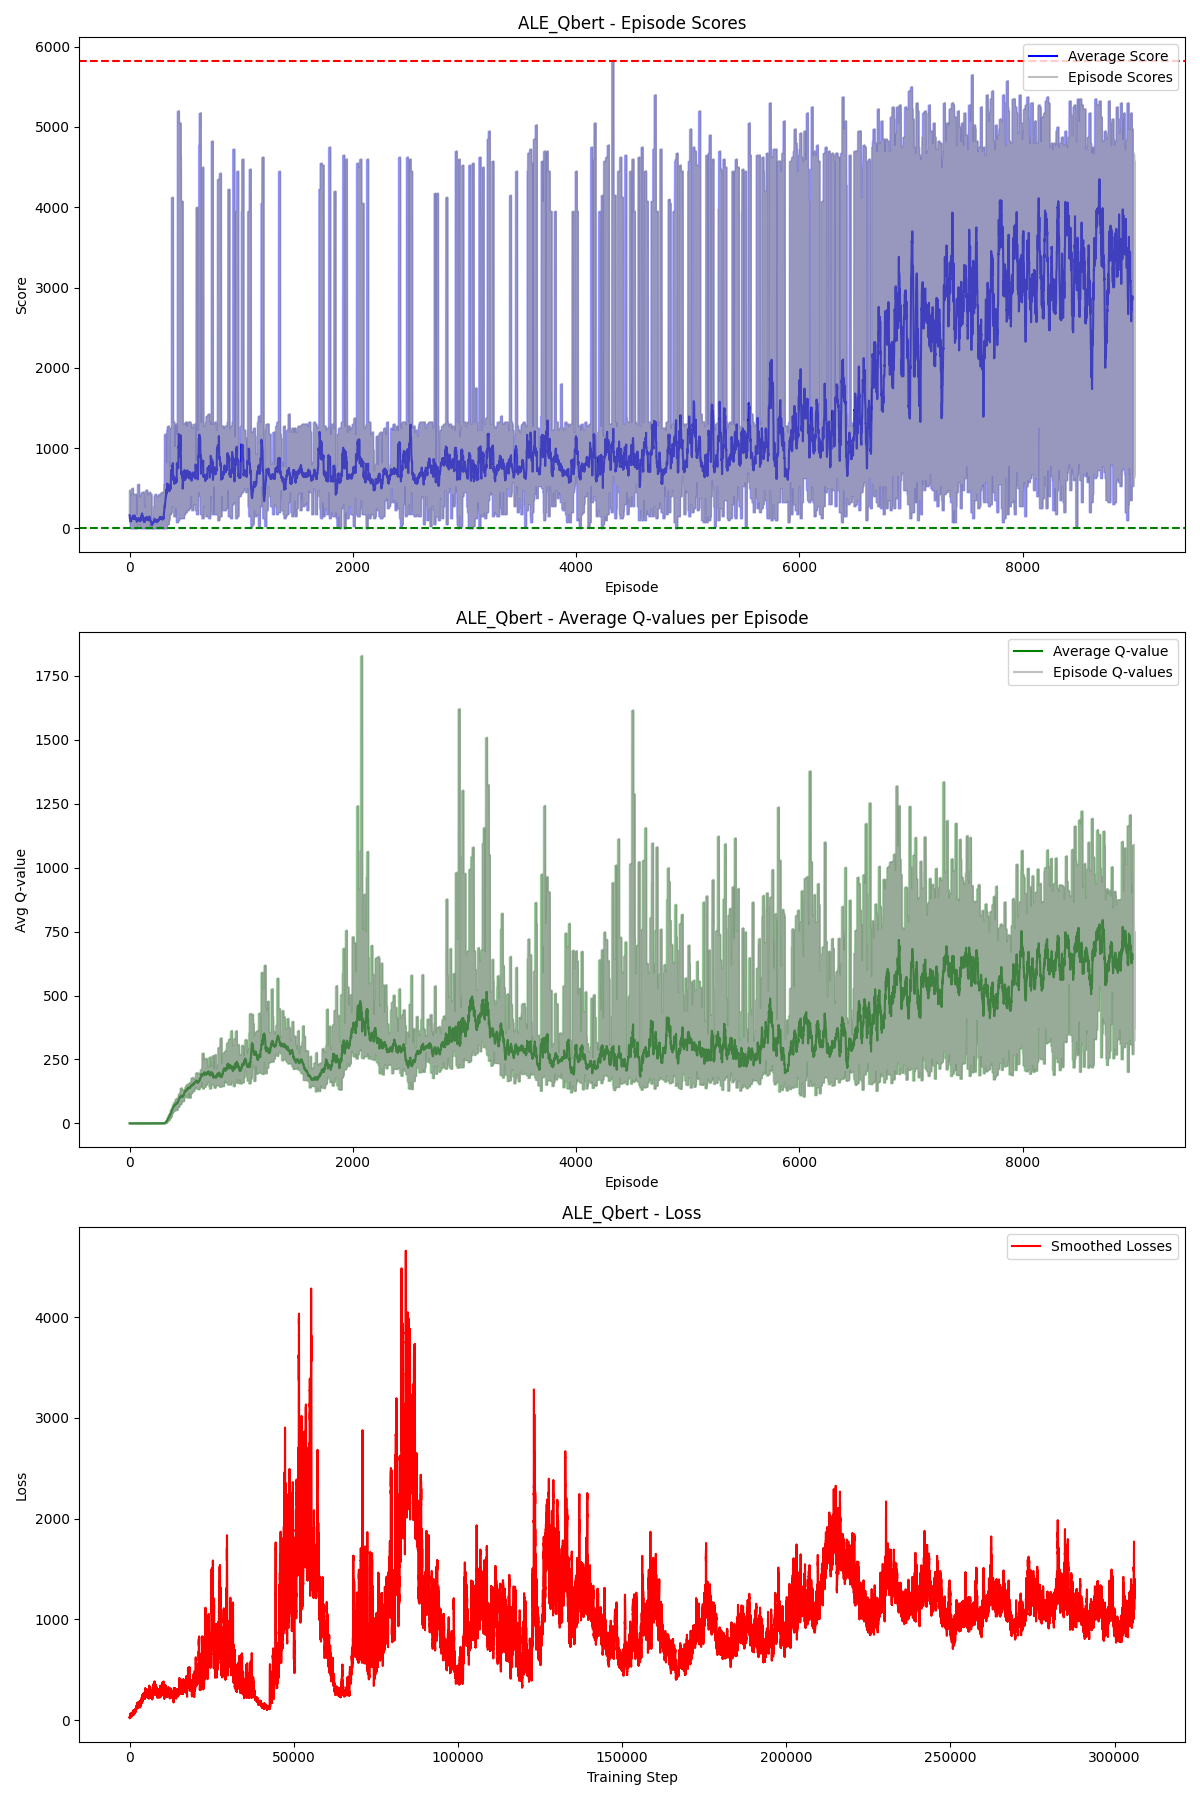 ALE_Qbert - Episode Scores
Average Score
Episode Scores
Score
6000
5000
4000
3000
2000
1000
0
0 2000 4000 6000 8000
Episode
ALE_Qbert - Average Q-values per Episode
Average Q-value
Episode Q-values
Avg Q-value
1750
1500
1250
1000
750
500
250
0
0 2000 4000 6000 8000
Episode
ALE_Qbert - Loss
Smoothed Losses
Loss
4000
3000
2000
1000
0
0 50000 100000 150000 200000 250000 300000
Training Step